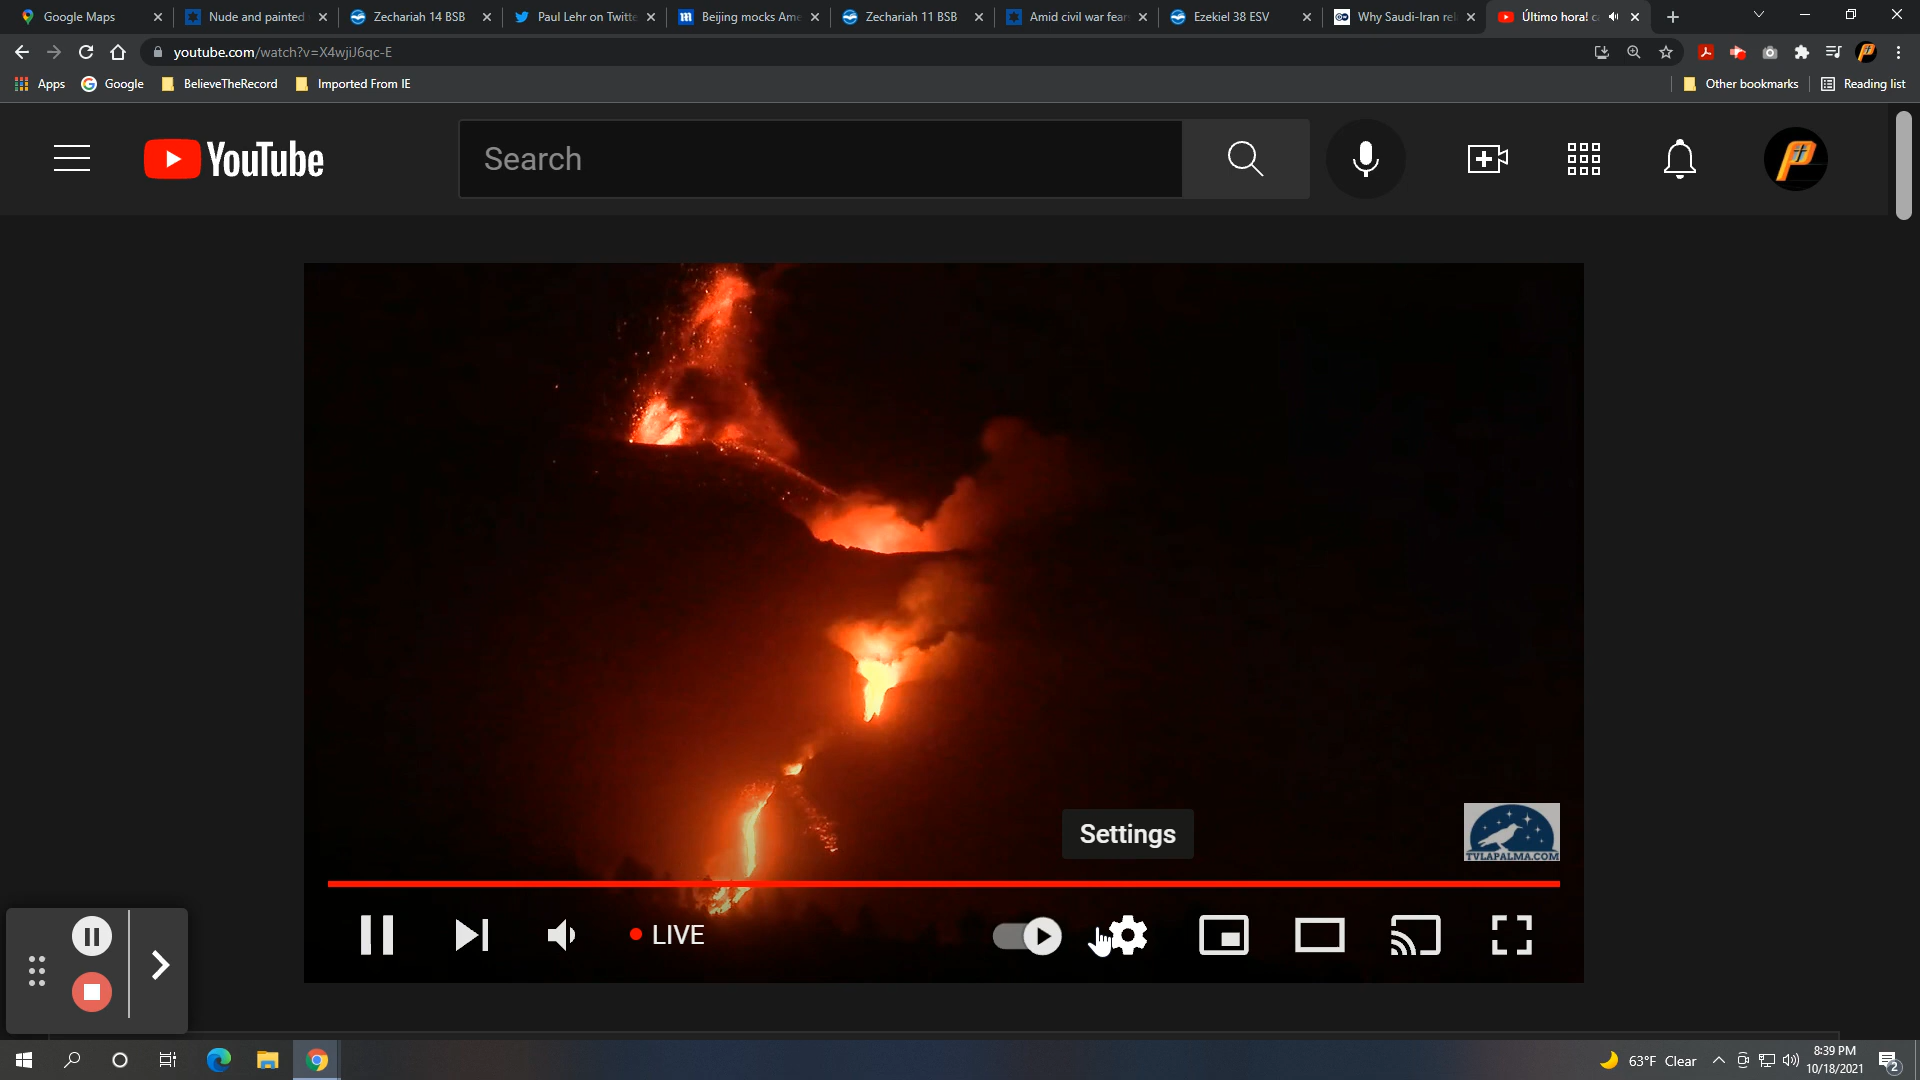 Google Maps
Nude and painted
Zechariah 14 BSB
Paul Lehr on Twitte
Beijing mocks Ame
Zechariah 11 BSB
Amid civil war fear
Ezekiel 38 ESV
Why Saudi-Iran rel
Último hora! ca
youtube.com/watch?v=X4wjiJ6qc-E
Apps
Google
BelieveTheRecord
Imported From IE
Other bookmarks
Reading list
YouTube
Search
Settings
TVLAPALMA.COM
LIVE
63°F Clear
8:39 PM
10/18/2021
2